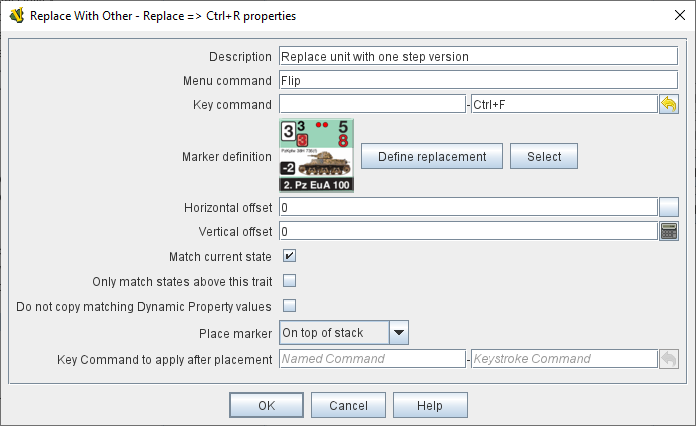 Replace With Other - Replace => Ctrl+R properties
Description Replace unit with one step version
Menu command Flip
Key command - Ctrl+F
3 3 5
3 8
-2
2. Pz EuA 100
Marker definition Define replacement Select
Horizontal offset 0
Vertical offset 0
Match current state
Only match states above this trait
Do not copy matching Dynamic Property values
Place marker On top of stack
Key Command to apply after placement Named Command - Keystroke Command
OK Cancel Help